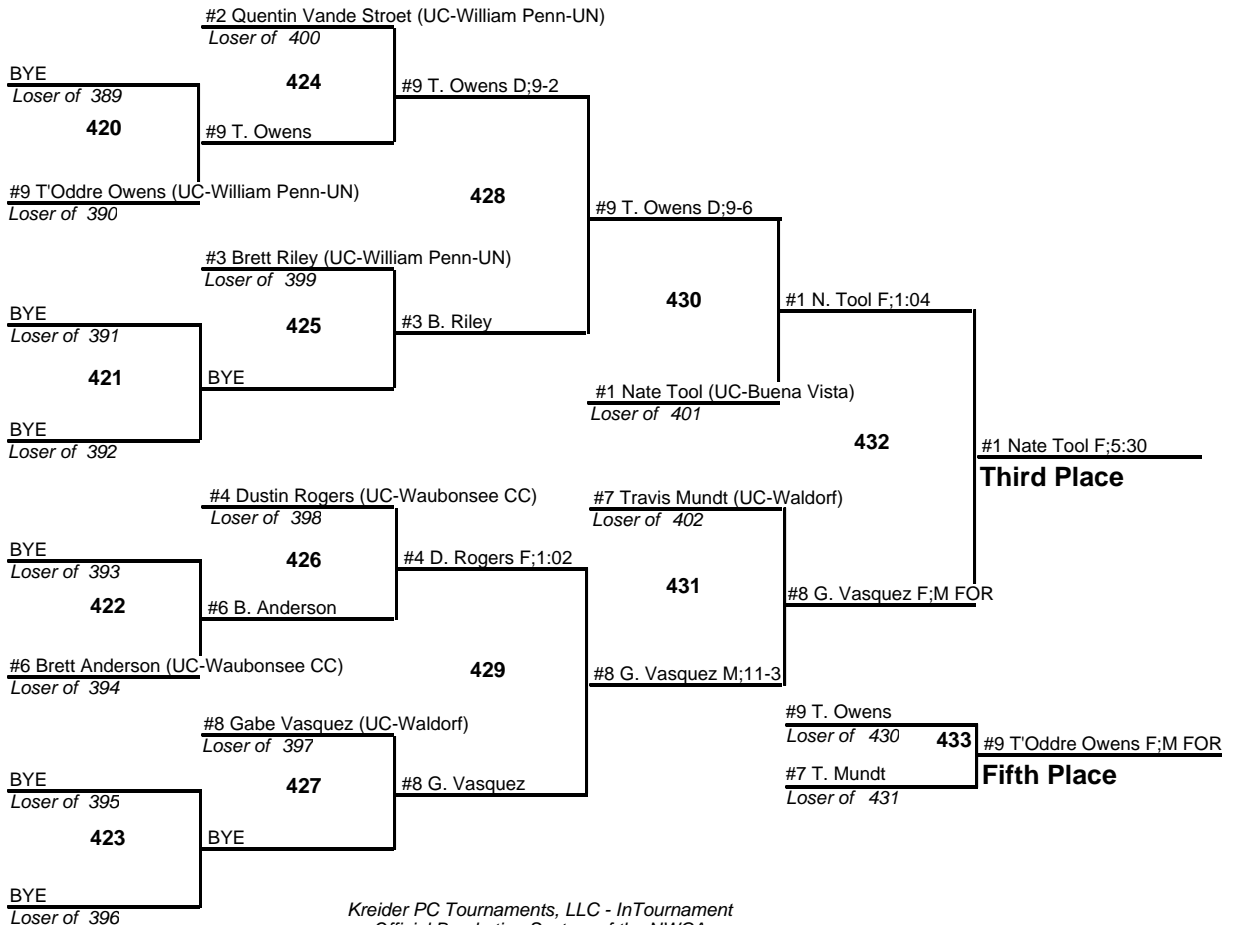 #2 Quentin Vande Stroet (UC-William Penn-UN)
Loser of 400
BYE
Loser of 389
424
#9 T. Owens D;9-2
420
#9 T. Owens
#9 T'Oddre Owens (UC-William Penn-UN)
Loser of 390
428
#9 T. Owens D;9-6
#3 Brett Riley (UC-William Penn-UN)
Loser of 399
430
#1 N. Tool F;1:04
BYE
Loser of 391
425
#3 B. Riley
421
BYE
#1 Nate Tool (UC-Buena Vista)
Loser of 401
BYE
Loser of 392
432
#1 Nate Tool F;5:30
Third Place
#4 Dustin Rogers (UC-Waubonsee CC)
Loser of 398
#7 Travis Mundt (UC-Waldorf)
Loser of 402
BYE
Loser of 393
426
#4 D. Rogers F;1:02
431
#8 G. Vasquez F;M FOR
422
#6 B. Anderson
#6 Brett Anderson (UC-Waubonsee CC)
Loser of 394
429
#8 G. Vasquez M;11-3
#8 Gabe Vasquez (UC-Waldorf)
Loser of 397
#9 T. Owens
Loser of 430
433
#9 T'Oddre Owens F;M FOR
Fifth Place
#7 T. Mundt
Loser of 431
BYE
Loser of 395
427
#8 G. Vasquez
423
BYE
BYE
Loser of 396
Kreider PC Tournaments, LLC - InTournament